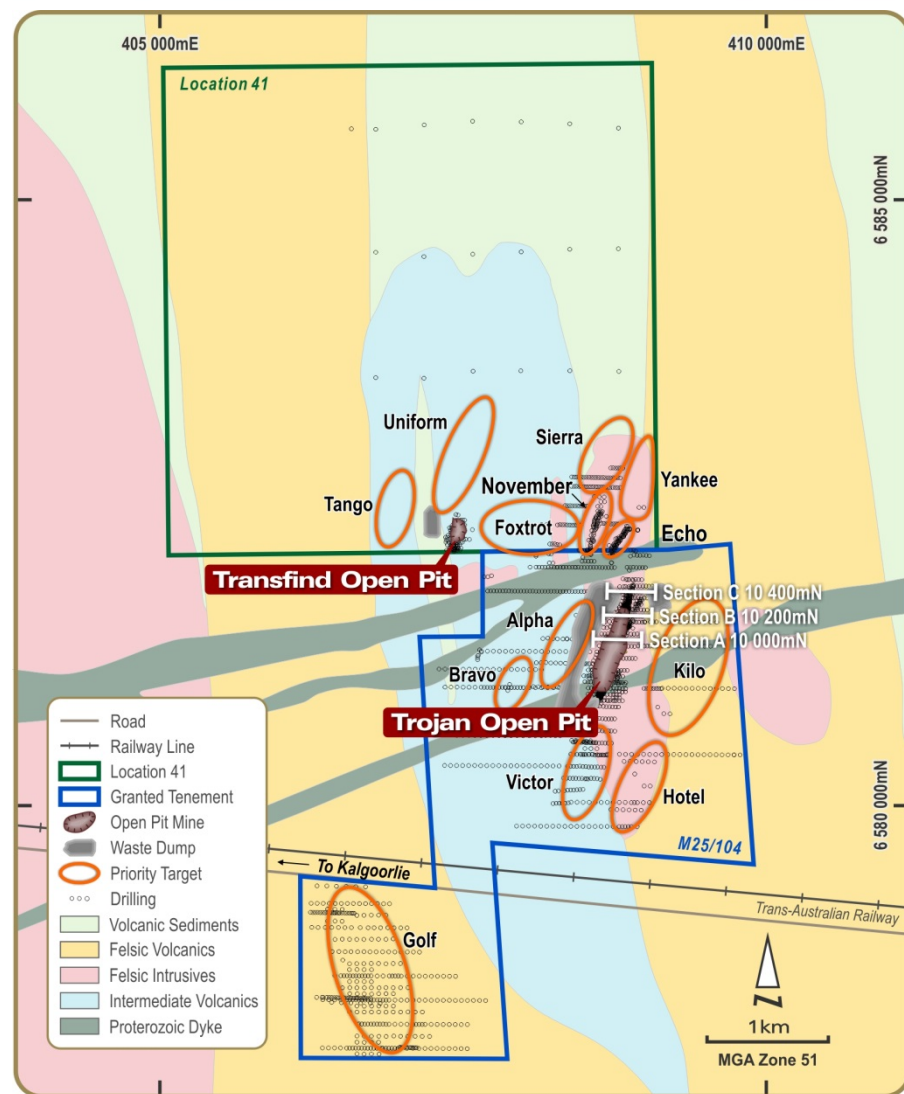 405 000mE
410 000mE
Location 41
6 585 000mN
Uniform
Sierra
Tango
November
Yankee
Foxtrot
Echo
Transfind Open Pit
Section C 10 400mN
Section B 10 200mN
Section A 10 000mN
Alpha
Bravo
Kilo
Trojan Open Pit
Victor
Hotel
6 580 000mN
M25/104
To Kalgoorlie
Trans-Australian Railway
Golf
Road
Railway Line
Location 41
Granted Tenement
Open Pit Mine
Waste Dump
Priority Target
Drilling
Volcanic Sediments
Felsic Volcanics
Felsic Intrusives
Intermediate Volcanics
Proterozoic Dyke
N
1km
MGA Zone 51